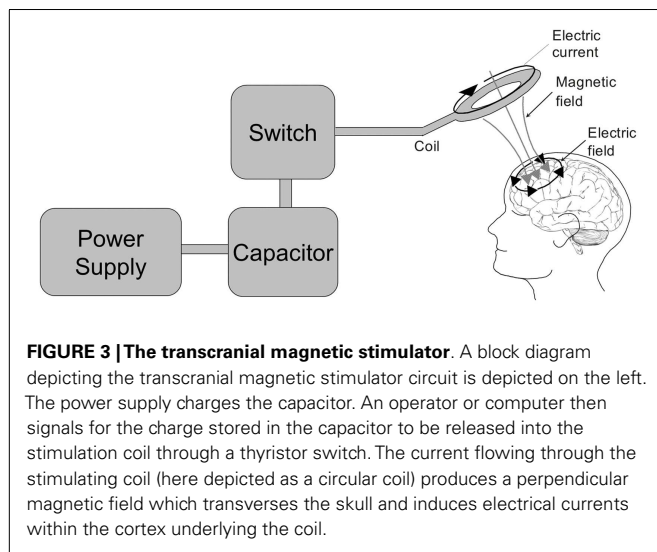 Electric
current
Magnetic
field
Switch
Coil
Electric
field
Power
Supply
Capacitor
FIGURE 3 | The transcranial magnetic stimulator. A block diagram
depicting the transcranial magnetic stimulator circuit is depicted on the left.
The power supply charges the capacitor. An operator or computer then
signals for the charge stored in the capacitor to be released into the
stimulation coil through a thyristor switch. The current flowing through the
stimulating coil (here depicted as a circular coil) produces a perpendicular
magnetic field which transverses the skull and induces electrical currents
within the cortex underlying the coil.